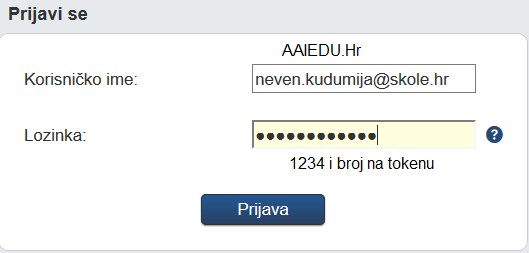 Prijavi se
AAIEDU.Hr
Korisničko ime:
neven.kudumija@skole.hr
Lozinka:
●●●●●●●●●●●●
?
1234 i broj na tokenu
Prijava